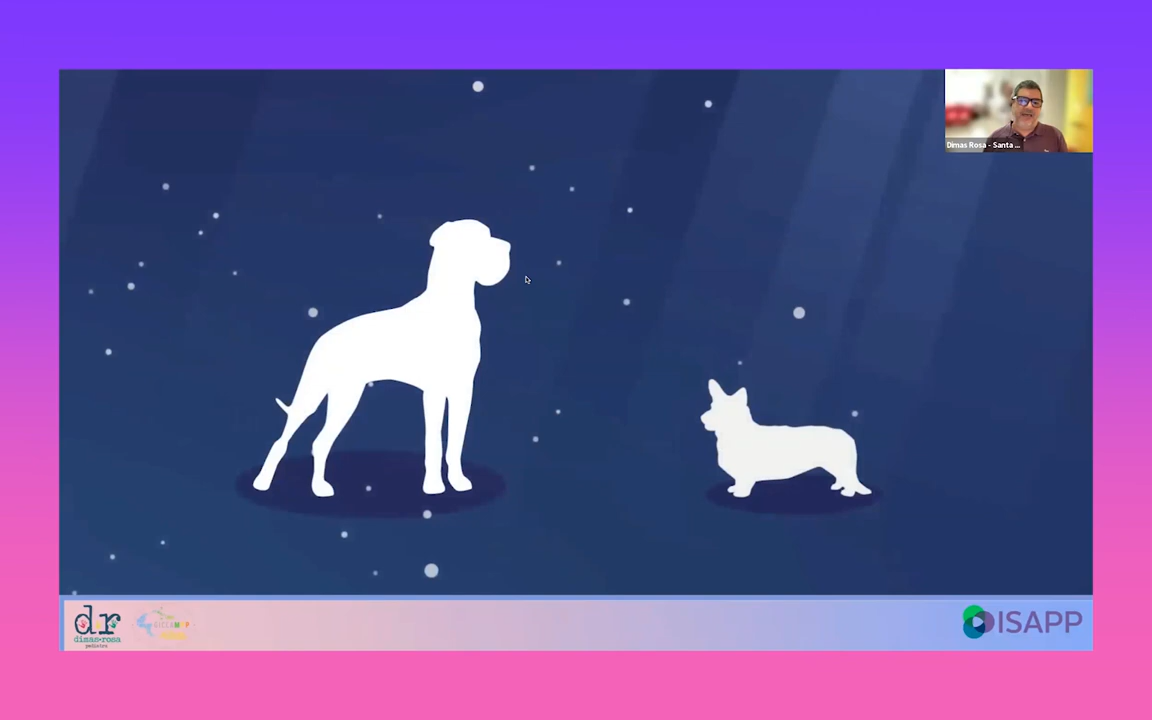 Dimas Rosa - Santa ...
dr
dimas•rosa
pediatra
ISAPP